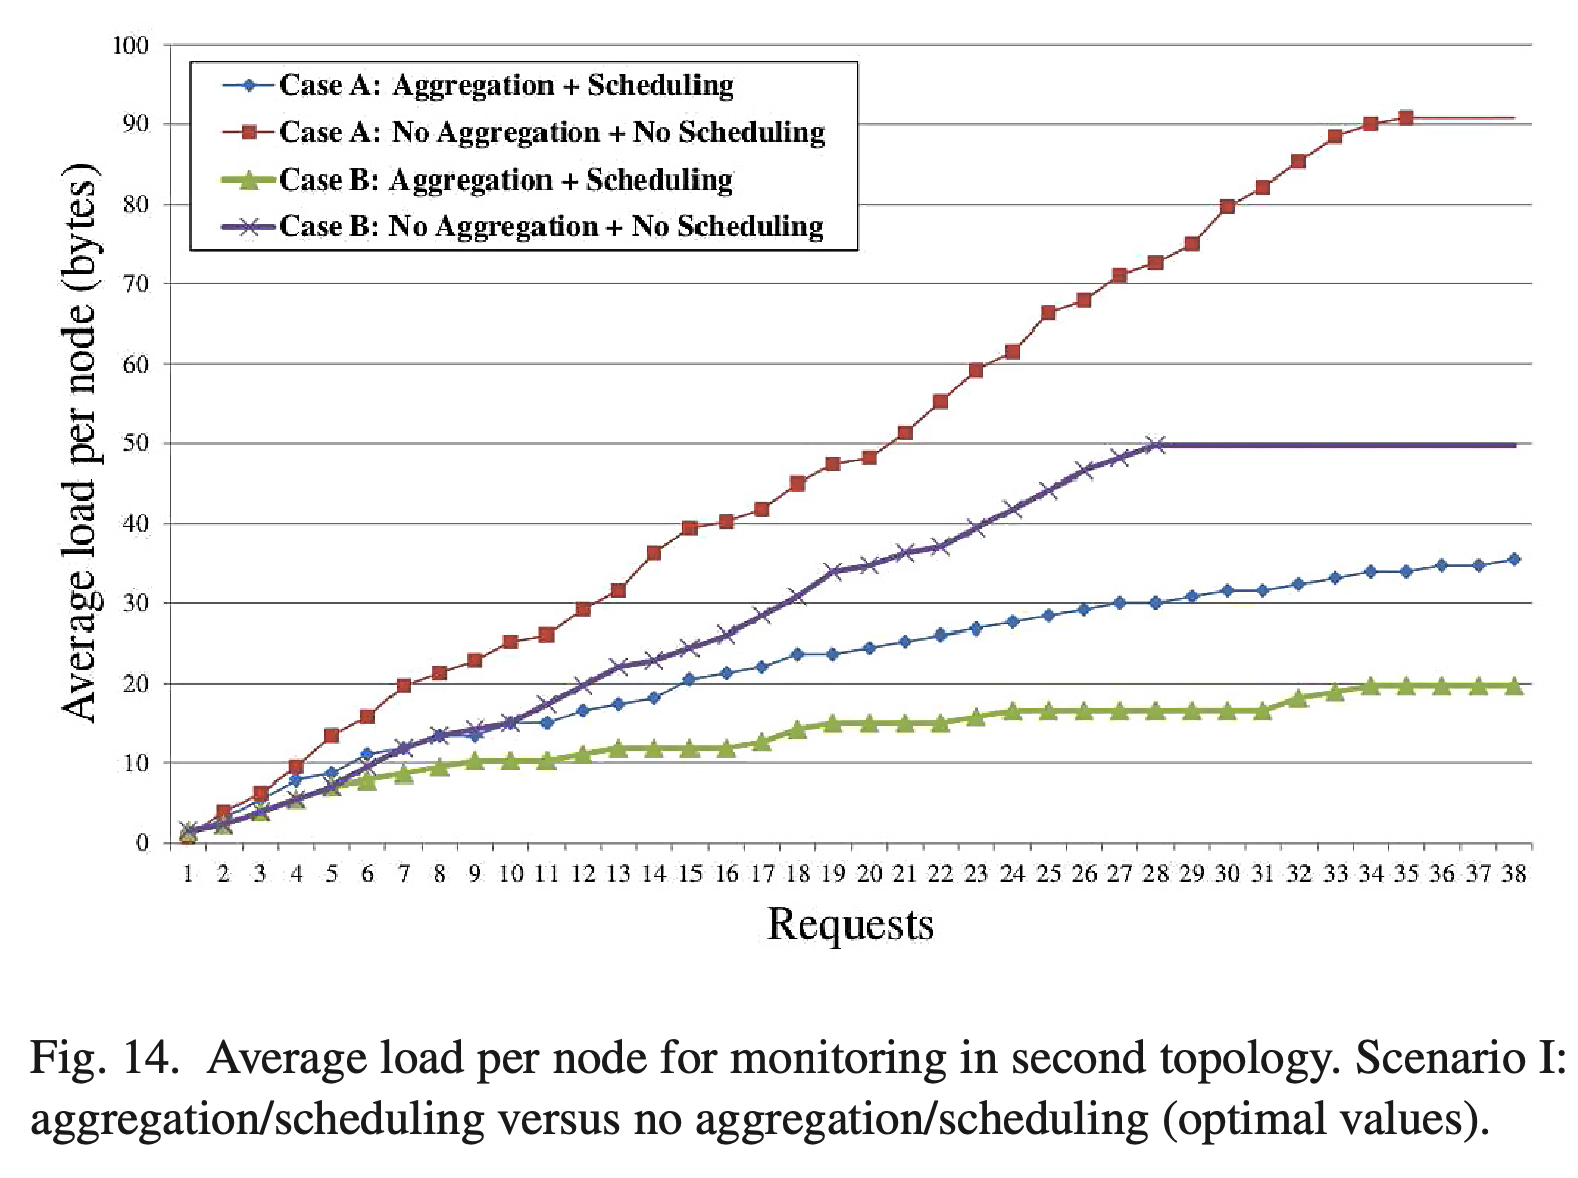 100
90
80
70
60
50
40
30
20
10
0
Average load per node (bytes)
Case A: Aggregation + Scheduling
Case A: No Aggregation + No Scheduling
Case B: Aggregation + Scheduling
Case B: No Aggregation + No Scheduling
1 2 3 4 5 6 7 8 9 10 11 12 13 14 15 16 17 18 19 20 21 22 23 24 25 26 27 28 29 30 31 32 33 34 35 36 37 38
Requests
Fig. 14. Average load per node for monitoring in second topology. Scenario I:
aggregation/scheduling versus no aggregation/scheduling (optimal values).